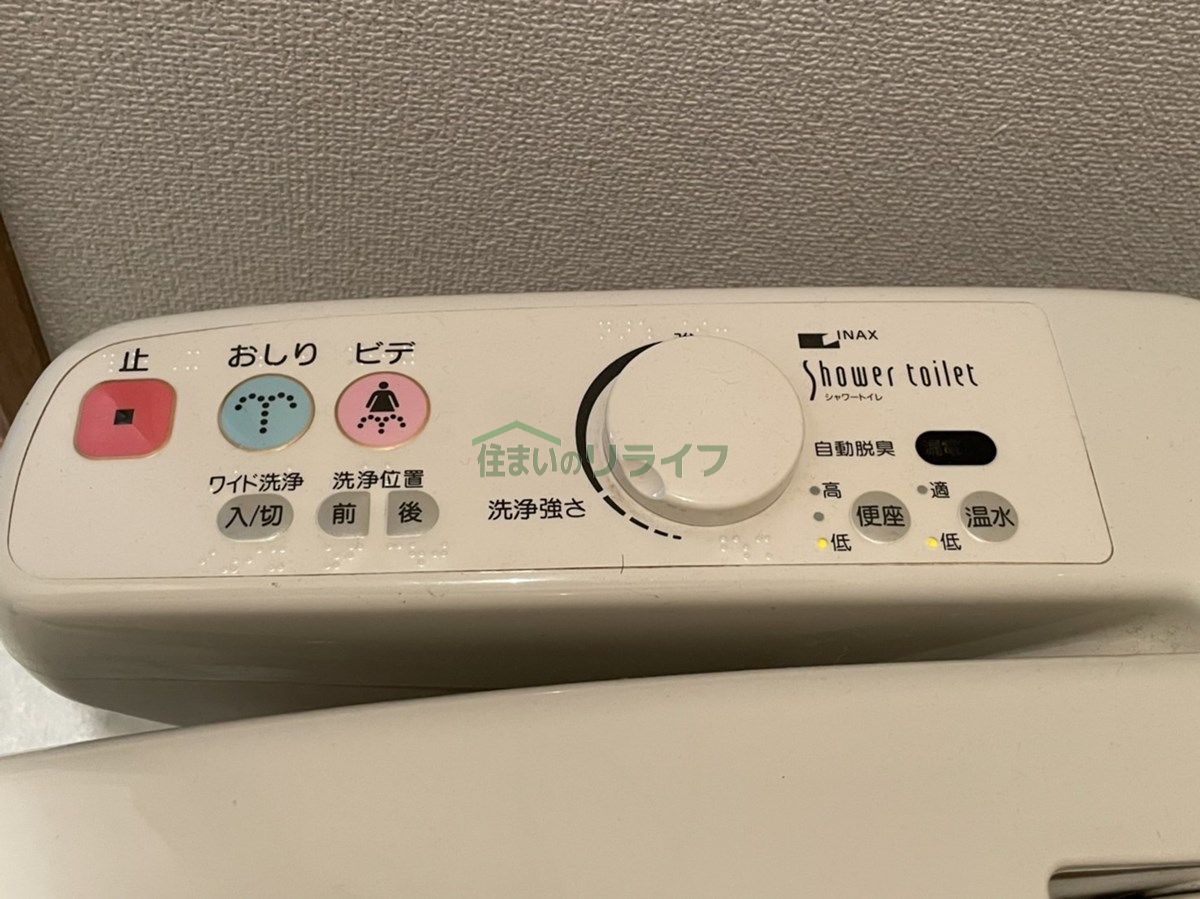 止
おしり
ビデ
強
INAX
Shower toilet
シャワートイレ
住まいのリライフ
自動脱臭
ワイド洗浄
洗浄位置
入/切
前
後
洗浄強さ
高
便座
低
適
温水
低